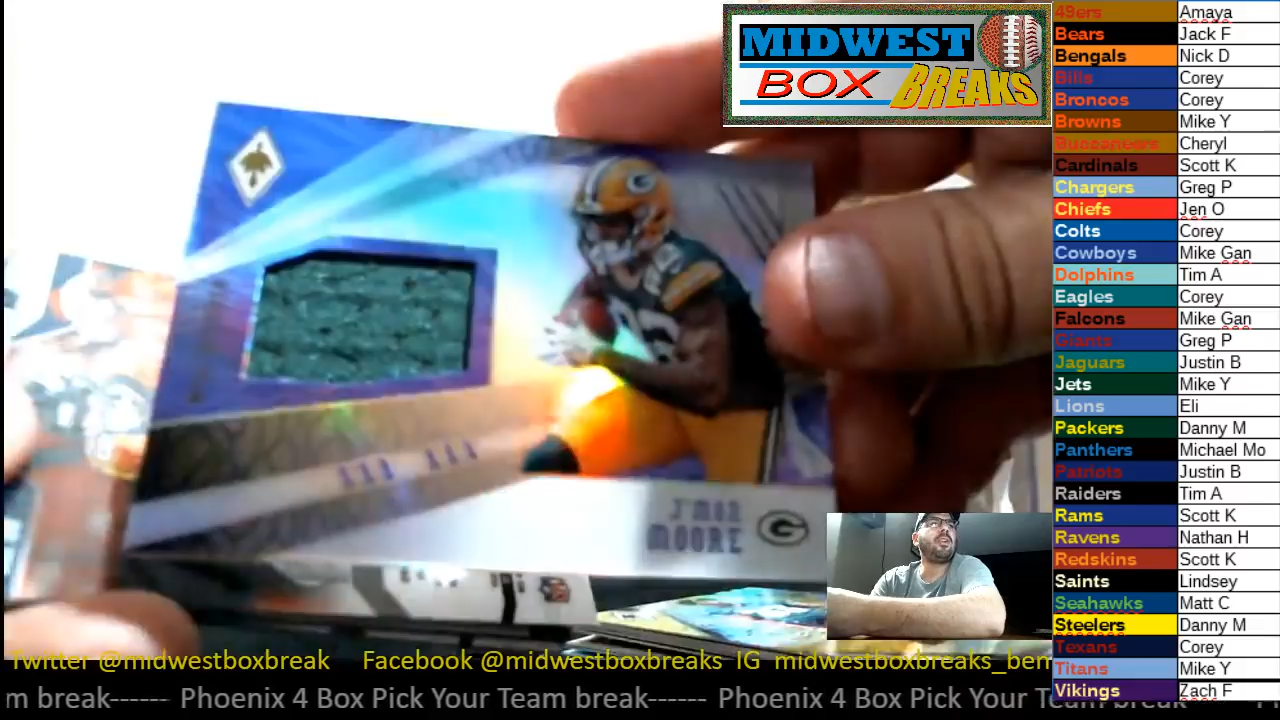 MIDWEST
BOX BREAKS
49ers Amaya
Bears Jack F
Bengals Nick D
Bills Corey
Broncos Corey
Browns Mike Y
Buccaneers Cheryl
Cardinals Scott K
Chargers Greg P
Chiefs Jen O
Colts Corey
Cowboys Mike Gan
Dolphins Tim A
Eagles Corey
Falcons Mike Gan
Giants Greg P
Jaguars Justin B
Jets Mike Y
Lions Eli
Packers Danny M
Panthers Michael Mo
Patriots Justin B
Raiders Tim A
Rams Scott K
Ravens Nathan H
Redskins Scott K
Saints Lindsey
Seahawks Matt C
Steelers Danny M
Texans Corey
Titans Mike Y
Vikings Zach F
G
J'MON
MOORE G
Twitter @midwestboxbreak Facebook @midwestboxbreaks IG midwestboxbreaks_bem
m break------ Phoenix 4 Box Pick Your Team break------ Phoenix 4 Box Pick Your Team break